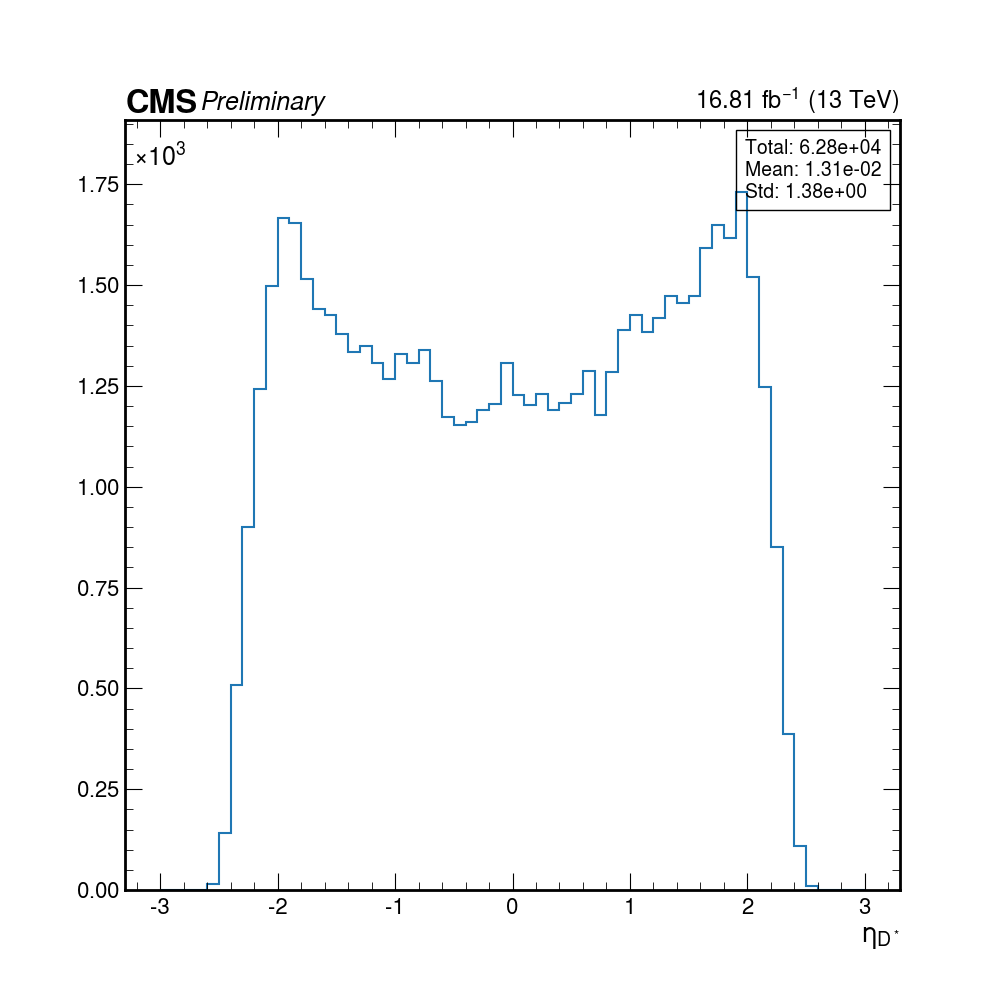 CMS Preliminary 16.81 fb⁻¹ (13 TeV)
×10³
Total: 6.28e+04
Mean: 1.31e-02
Std: 1.38e+00
1.75
1.50
1.25
1.00
0.75
0.50
0.25
0.00
-3 -2 -1 0 1 2 3
η_D*